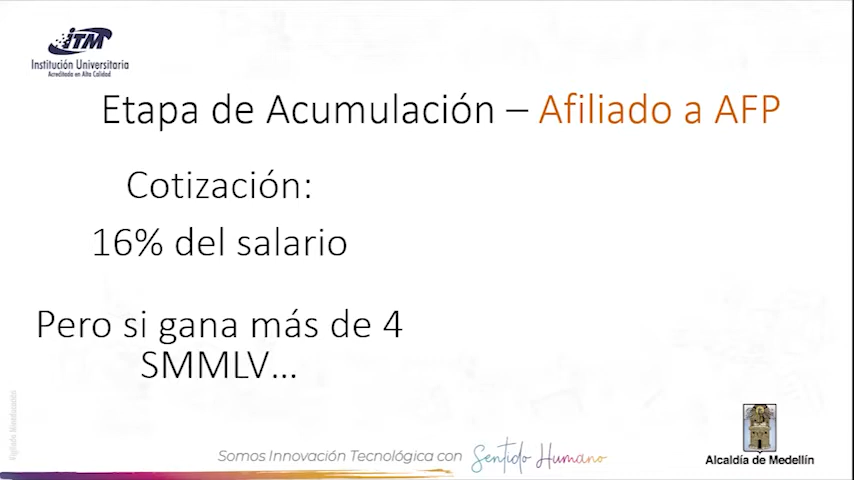 iTM
Institución Universitaria
Acreditada en Alta Calidad
Etapa de Acumulación – Afiliado a AFP
Cotización:
16% del salario
Pero si gana más de 4
SMMLV...
Somos Innovación Tecnológica con Sentido Humano
Alcaldía de Medellín